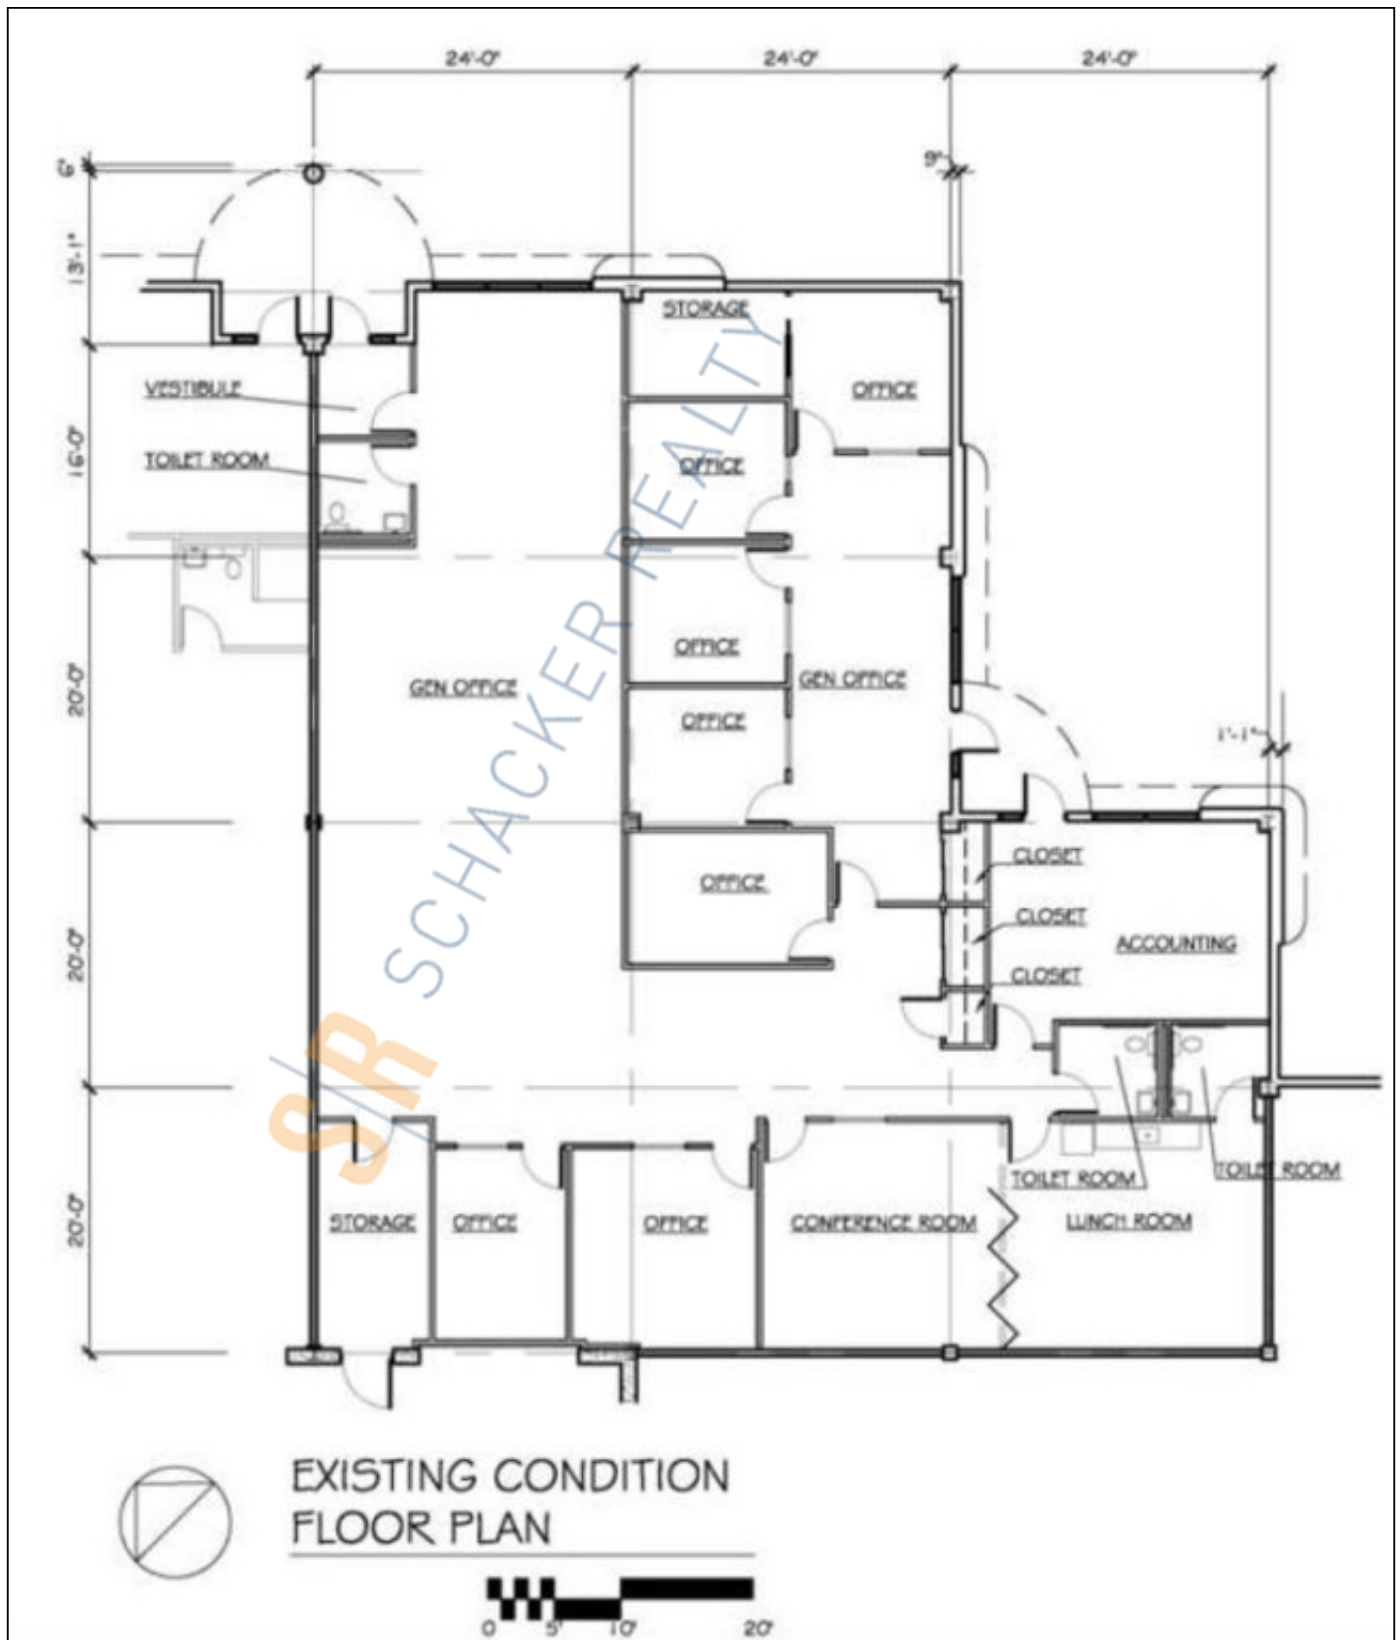 24'-0"
24'-0"
24'-0"
6"
9"
13'-1"
STORAGE
VESTIBULE
OFFICE
16'-0"
TOILET ROOM
OFFICE
OFFICE
GEN OFFICE
GEN OFFICE
20'-0"
OFFICE
1'-1"
CLOSET
OFFICE
CLOSET
20'-0"
ACCOUNTING
CLOSET
SR SCHACKER REALTY
TOILET ROOM
TOILET ROOM
20'-0"
STORAGE
OFFICE
OFFICE
CONFERENCE ROOM
LUNCH ROOM
EXISTING CONDITION
FLOOR PLAN
0 5' 10' 20'